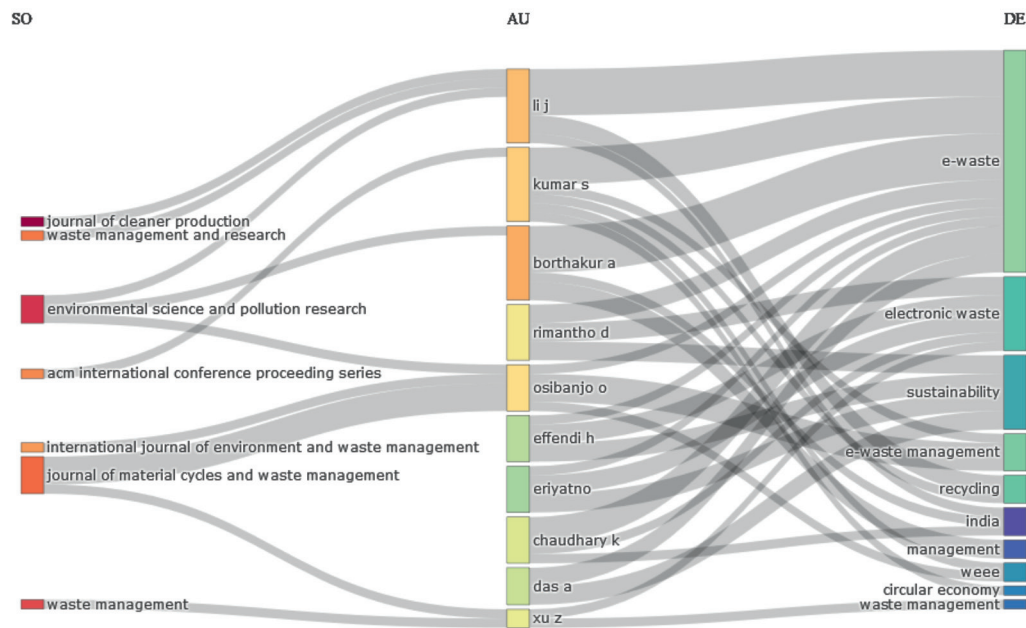 SO
AU
DE
journal of cleaner production
waste management and research
environmental science and pollution research
acm international conference proceeding series
international journal of environment and waste management
journal of material cycles and waste management
waste management
li j
kumar s
borthakur a
rimantho d
osibanjo o
effendi h
eriyatno
chaudhary k
das a
xu z
e-waste
electronic waste
sustainability
e-waste management
recycling
india
management
weee
circular economy
waste management